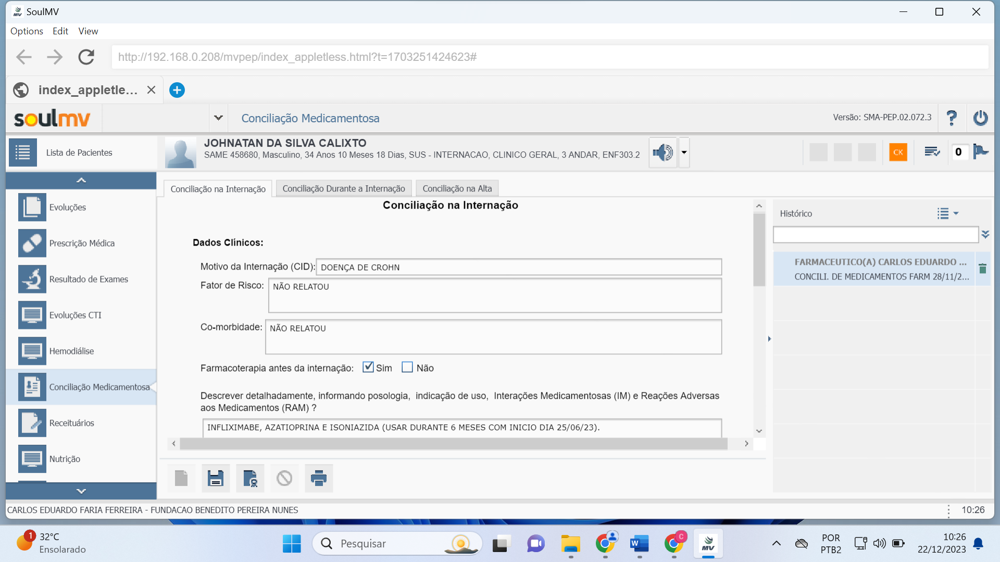 SoulMV
Options Edit View
http://192.168.0.208/mvpep/index_appletless.html?t=1703251424623#
index_appletle...
soulmv
Conciliação Medicamentosa
Versão: SMA-PEP.02.072.3
?
Lista de Pacientes
JOHNATAN DA SILVA CALIXTO
SAME 458680, Masculino, 34 Anos 10 Meses 18 Dias, SUS - INTERNACAO, CLINICO GERAL, 3 ANDAR, ENF303.2
CK
0
Evoluções
Prescrição Médica
Resultado de Exames
Evoluções CTI
Hemodiálise
Conciliação Medicamentosa
Receituários
Nutrição
Conciliação na Internação
Conciliação Durante a Internação
Conciliação na Alta
Conciliação na Internação
Dados Clínicos:
Motivo da Internação (CID): DOENÇA DE CROHN
Fator de Risco: NÃO RELATOU
Co-morbidade: NÃO RELATOU
Farmacoterapia antes da internação: Sim Não
Descrever detalhadamente, informando posologia, indicação de uso, Interações Medicamentosas (IM) e Reações Adversas
aos Medicamentos (RAM) ?
INFLIXIMABE, AZATIOPRINA E ISONIAZIDA (USAR DURANTE 6 MESES COM INICIO DIA 25/06/23).
Histórico
FARMACEUTICO(A) CARLOS EDUARDO ...
CONCILI. DE MEDICAMENTOS FARM 28/11/2...
CARLOS EDUARDO FARIA FERREIRA - FUNDACAO BENEDITO PEREIRA NUNES
10:26
1
32°C
Ensolarado
Pesquisar
C
W
MV
POR
PTB2
10:26
22/12/2023